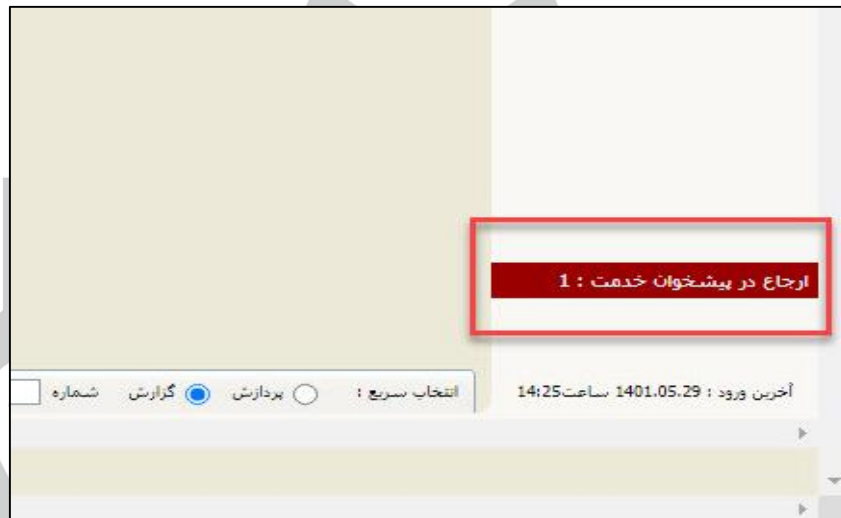 ارجاع در پیشخوان خدمت : 1
آخرین ورود : 1401.05.29 ساعت14:25
انتخاب سریع : پردازش گزارش شماره